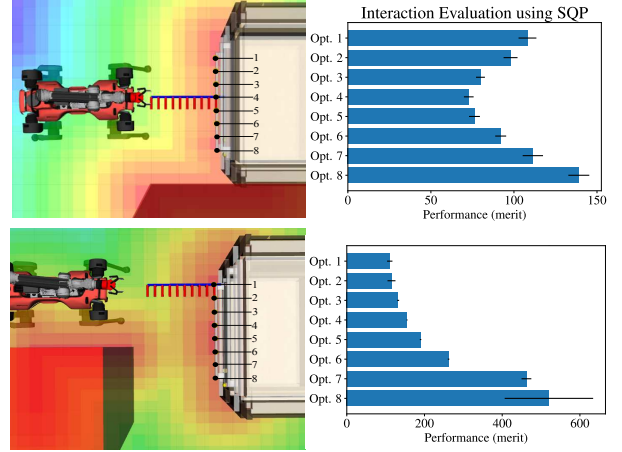 1
2
3
4
5
6
7
8
Interaction Evaluation using SQP
Opt. 1
Opt. 2
Opt. 3
Opt. 4
Opt. 5
Opt. 6
Opt. 7
Opt. 8
0 50 100 150
Performance (merit)
1
2
3
4
5
6
7
8
Opt. 1
Opt. 2
Opt. 3
Opt. 4
Opt. 5
Opt. 6
Opt. 7
Opt. 8
0 200 400 600
Performance (merit)